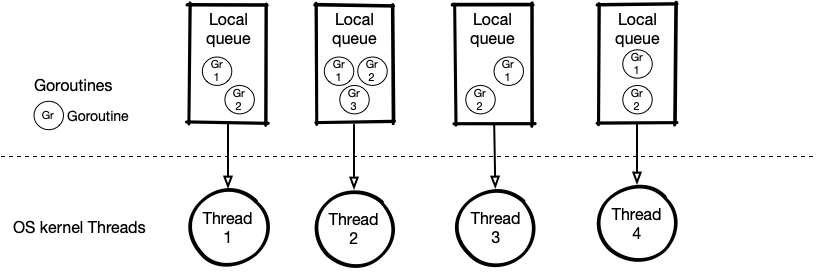 Local
queue
Gr
1
Gr
2
Local
queue
Gr
1
Gr
2
Gr
3
Local
queue
Gr
1
Gr
2
Local
queue
Gr
1
Gr
2
Goroutines
Gr Goroutine
OS kernel Threads
Thread
1
Thread
2
Thread
3
Thread
4